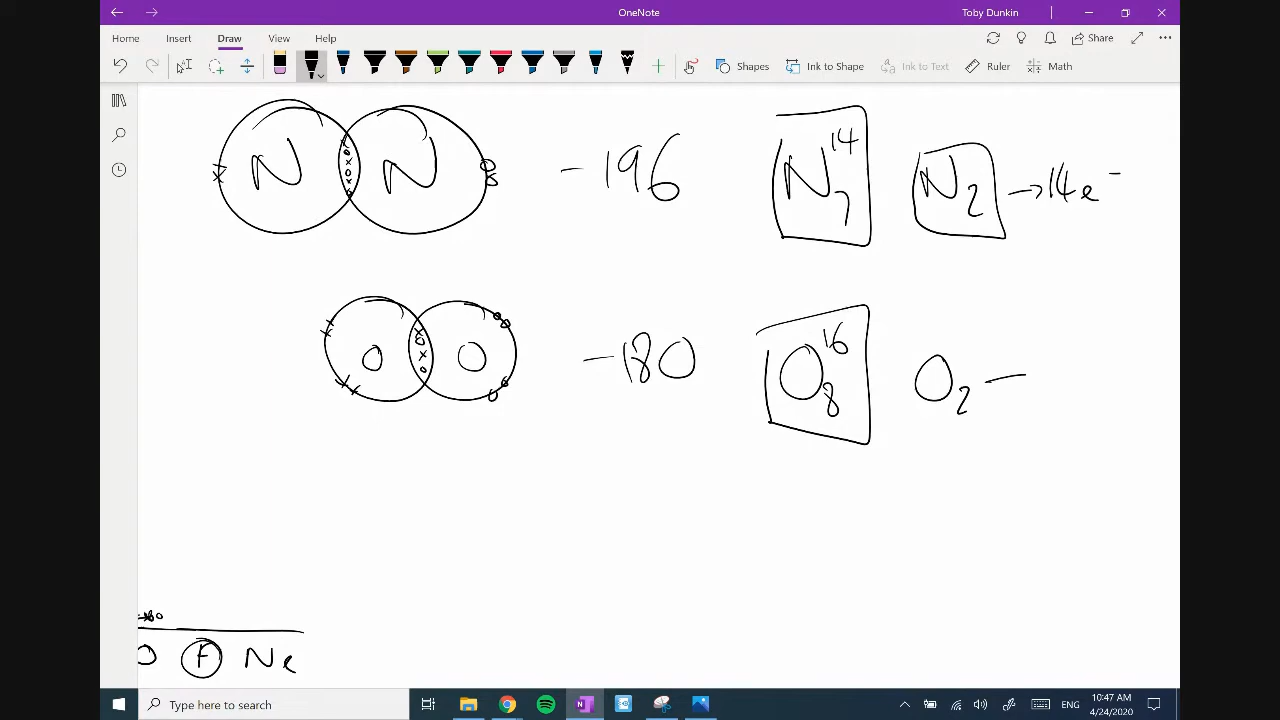 OneNote
Toby Dunkin
Home Insert Draw View Help
Share
Shapes Ink to Shape Ink to Text Ruler Math
N N -196 N 14 7 N2 → 14e-
O O -180 O 16 8 O2 -
O F Ne
Type here to search
ENG
10:47 AM
4/24/2020